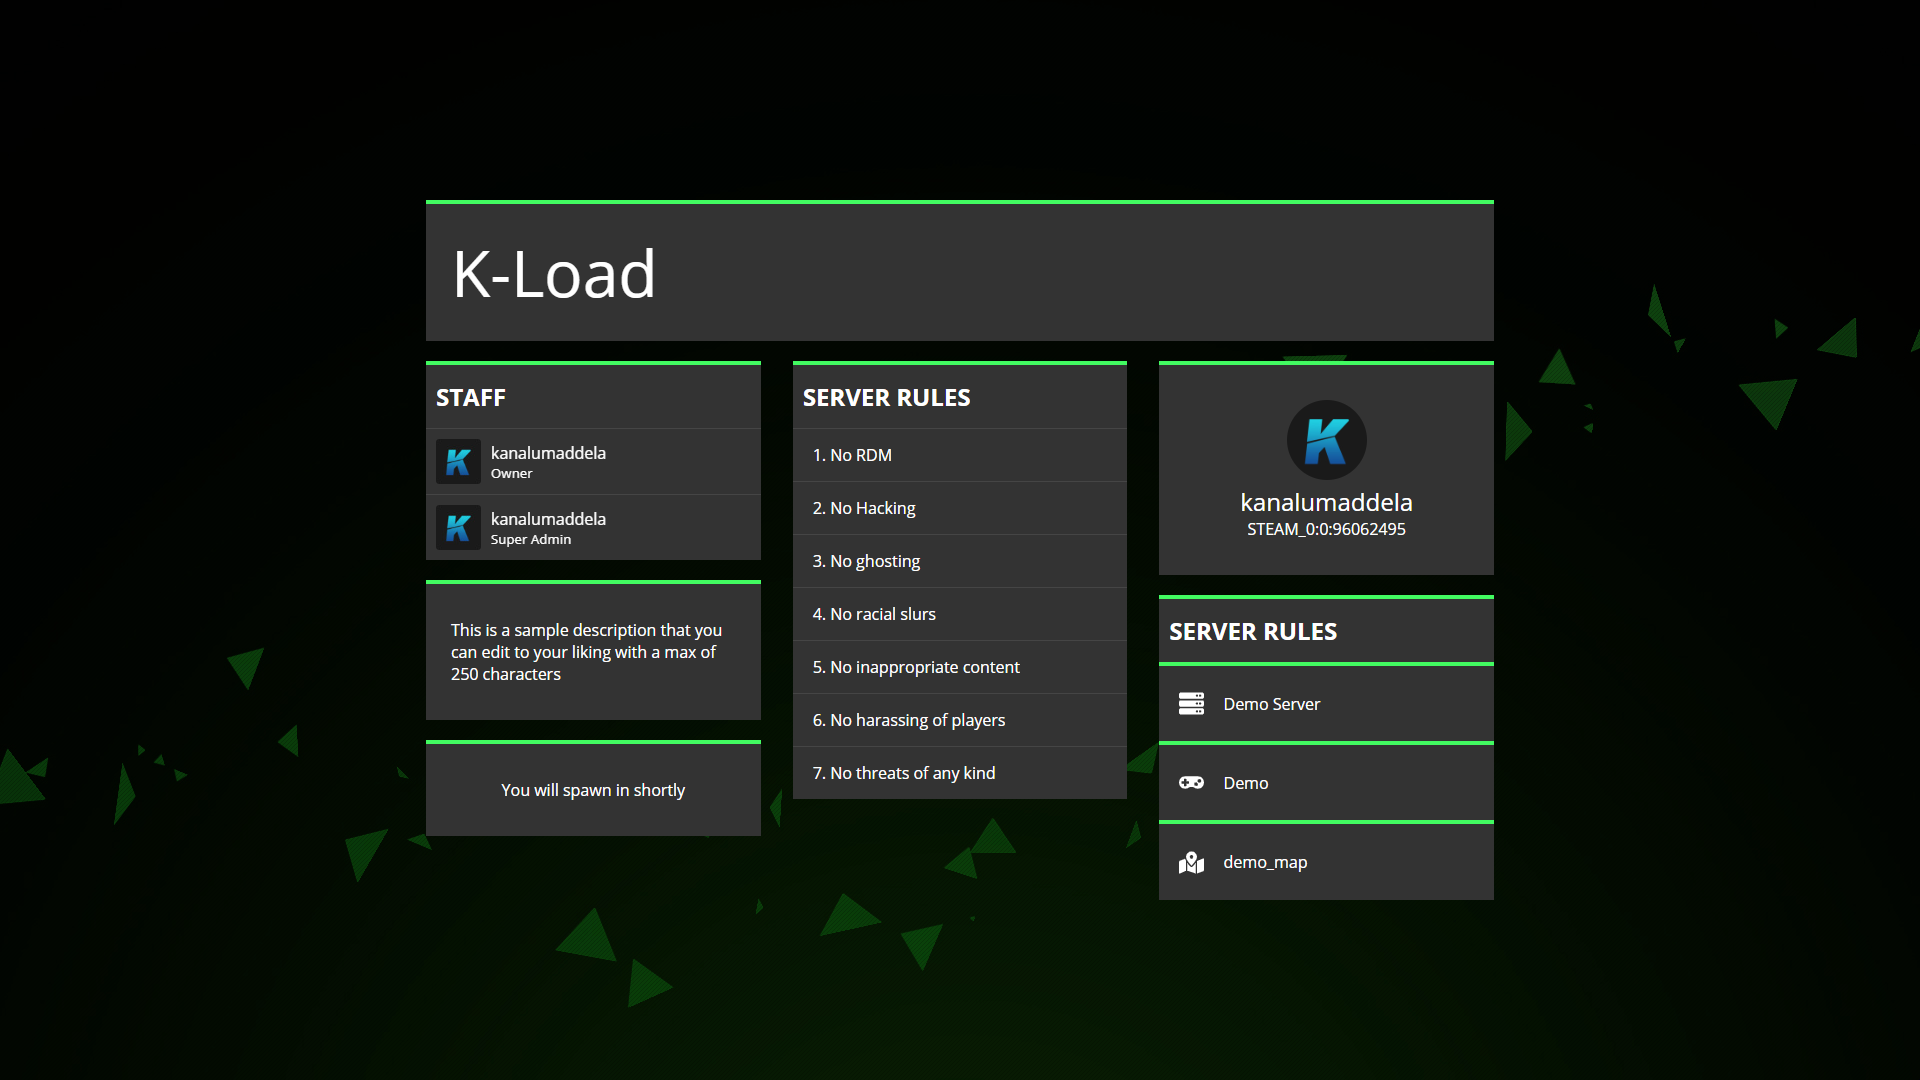 K-Load
STAFF
kanalumaddela
Owner
kanalumaddela
Super Admin
This is a sample description that you
can edit to your liking with a max of
250 characters
You will spawn in shortly
SERVER RULES
1. No RDM
2. No Hacking
3. No ghosting
4. No racial slurs
5. No inappropriate content
6. No harassing of players
7. No threats of any kind
kanalumaddela
STEAM_0:0:96062495
SERVER RULES
Demo Server
Demo
demo_map